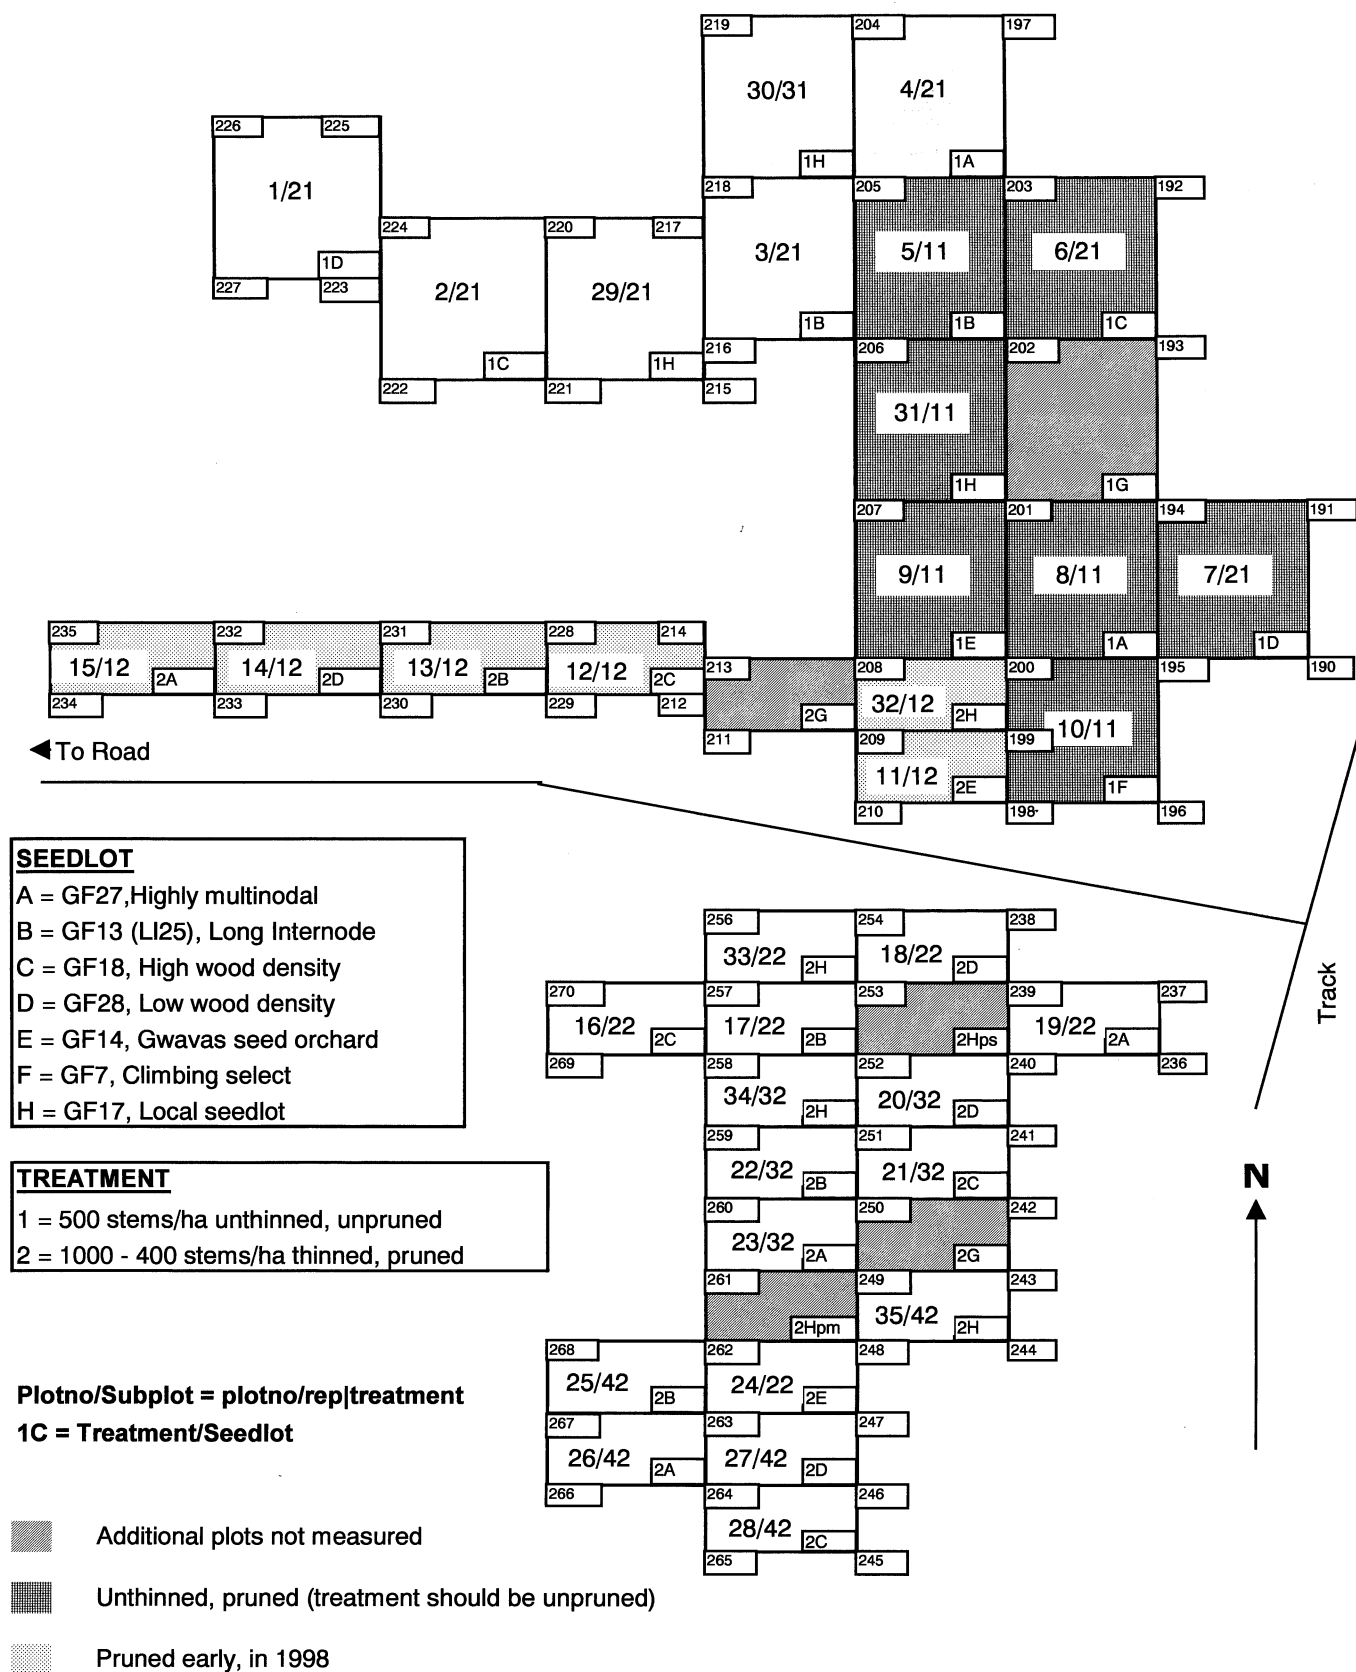 219 204 197
30/31 4/21
226 225
1H 1A
1/21
218 205 203 192
224 220 217
1D
3/21 5/11 6/21
227 223
2/21 29/21
1B 1B 1C
1C 1H 216 206 202 193
222 221 215
31/11
1H 1G
207 201 194 191
9/11 8/11 7/21
235 232 231 228 214
1E 1A 1D
15/12 2A 14/12 2D 13/12 2B 12/12 2C
213 208 200 195 190
234 233 230 229 212
2G 32/12 2H
10/11
211 209 199
To Road
11/12 2E 1F
210 198 196
SEEDLOT
A = GF27,Highly multinodal
B = GF13 (LI25), Long Internode
C = GF18, High wood density
D = GF28, Low wood density
E = GF14, Gwavas seed orchard
F = GF7, Climbing select
H = GF17, Local seedlot
256 254 238
33/22 2H 18/22 2D
270 257 253 239 237
16/22 2C 17/22 2B 2Hps 19/22 2A
269 258 252 240 236
34/32 2H 20/32 2D
259 251 241
22/32 2B 21/32 2C
260 250 242
23/32 2A 2G
261 249 243
2Hpm 35/42 2H
268 262 248 244
25/42 2B 24/22 2E
267 263 247
26/42 2A 27/42 2D
266 264 246
28/42 2C
265 245
Track
N
TREATMENT
1 = 500 stems/ha unthinned, unpruned
2 = 1000 - 400 stems/ha thinned, pruned
Plotno/Subplot = plotno/rep|treatment
1C = Treatment/Seedlot
Additional plots not measured
Unthinned, pruned (treatment should be unpruned)
Pruned early, in 1998